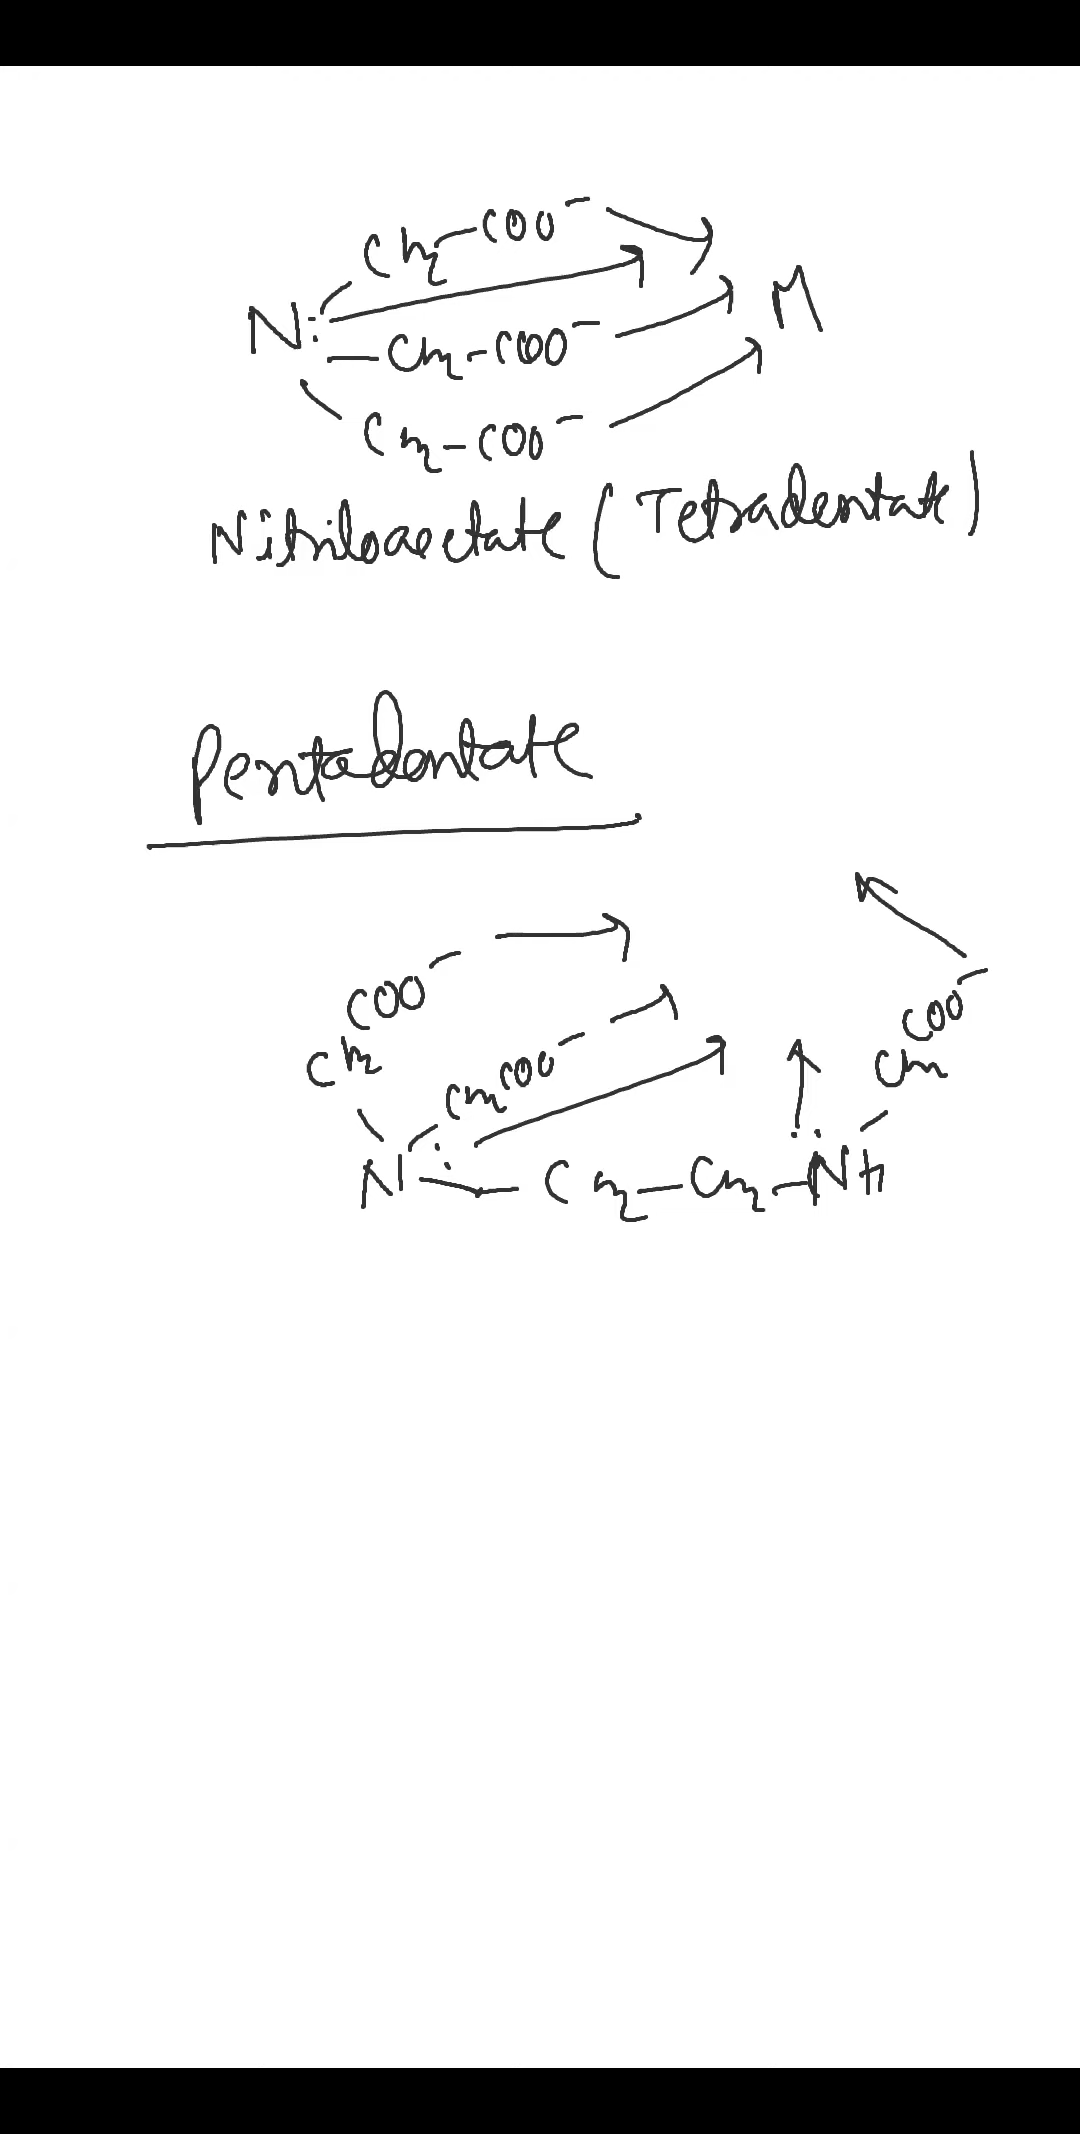 CH₂-COO⁻
N: -CH₂-COO⁻ M
CH₂-COO⁻
Nitriloacetate (Tetradentate)
Pentadentate
COO⁻ COO⁻
CH₂ CH₂COO⁻ CH₂
N-CH₂-CH₂-NH